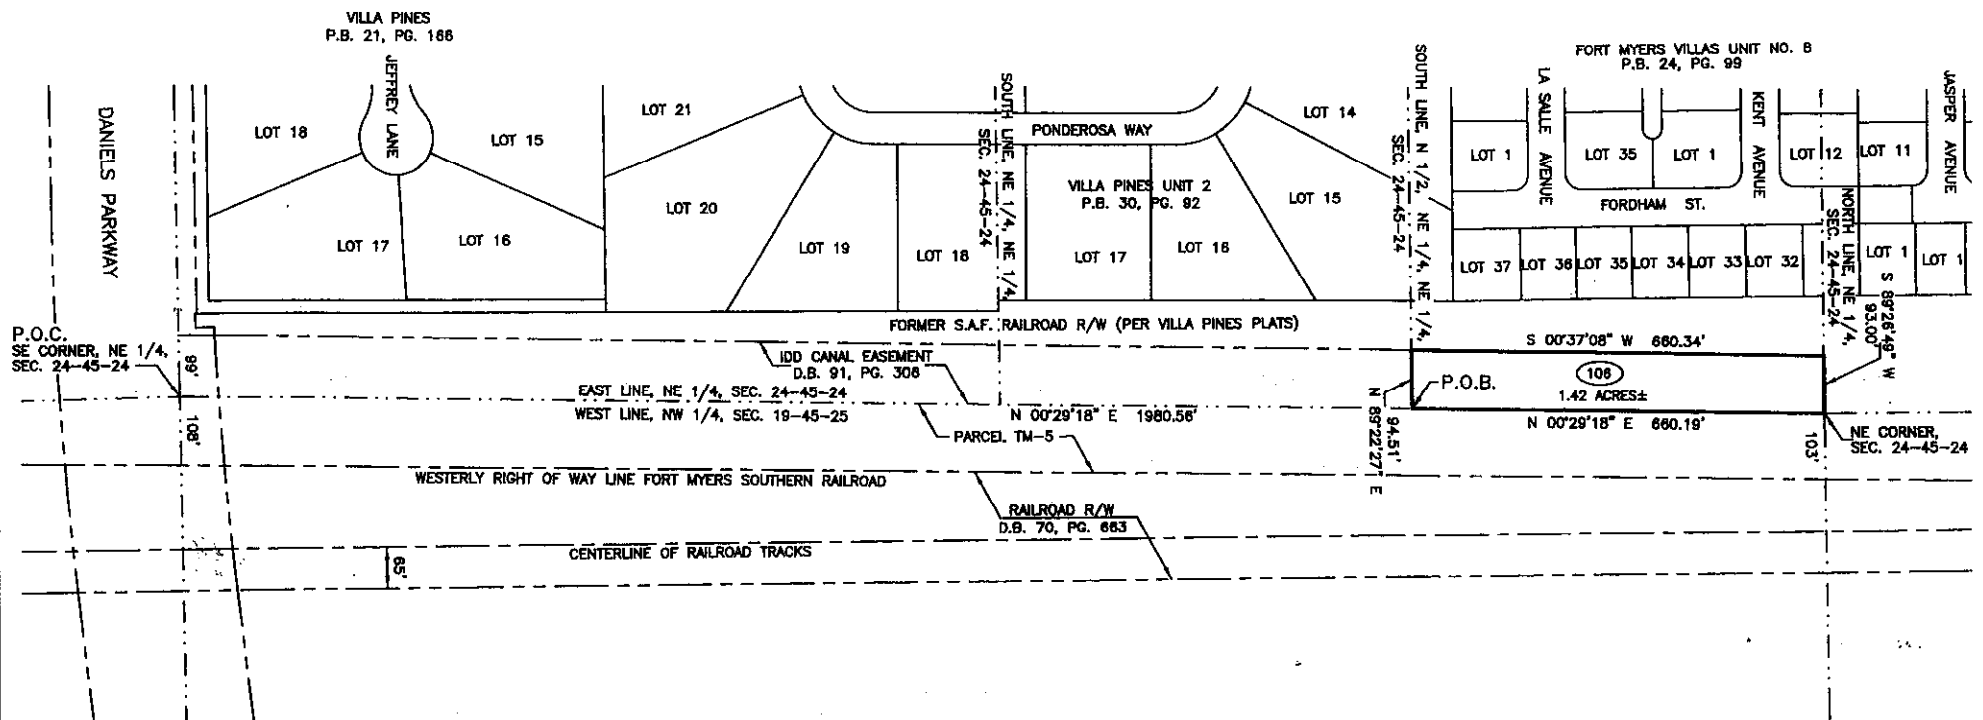 VILLA PINES
P.B. 21, PG. 166
FORT MYERS VILLAS UNIT NO. 8
P.B. 24, PG. 99
DANIELS PARKWAY
JEFFREY LANE
LOT 18
LOT 15
LOT 17
LOT 16
LOT 21
LOT 20
LOT 19
LOT 18
PONDEROSA WAY
SOUTH LINE, NE 1/4, NE 1/4,
SEC. 24-45-24
VILLA PINES UNIT 2
P.B. 30, PG. 92
LOT 17
LOT 16
LOT 14
LOT 15
SOUTH LINE, N 1/2, NE 1/4, NE 1/4,
SEC. 24-45-24
LA SALLE AVENUE
KENT AVENUE
JASPER AVENUE
LOT 1
LOT 35
LOT 1
LOT 12
LOT 11
FORDHAM ST.
LOT 37
LOT 36
LOT 35
LOT 34
LOT 33
LOT 32
LOT 1
LOT 1
NORTH LINE, NE 1/4,
SEC. 24-45-24
S 89°26'49" W
93.00'
FORMER S.A.F. RAILROAD R/W (PER VILLA PINES PLATS)
P.O.C.
SE CORNER, NE 1/4,
SEC. 24-45-24
99'
108'
IDD CANAL EASEMENT
D.B. 91, PG. 306
EAST LINE, NE 1/4, SEC. 24-45-24
WEST LINE, NW 1/4, SEC. 19-45-25
N 00°29'18" E 1980.56'
PARCEL TM-5
S 00°37'08" W 660.34'
106
1.42 ACRES±
P.O.B.
N 00°29'18" E 660.19'
94.51'
N 89°22'27" E
103'
NE CORNER,
SEC. 24-45-24
WESTERLY RIGHT OF WAY LINE FORT MYERS SOUTHERN RAILROAD
RAILROAD R/W
D.B. 70, PG. 663
CENTERLINE OF RAILROAD TRACKS
65'